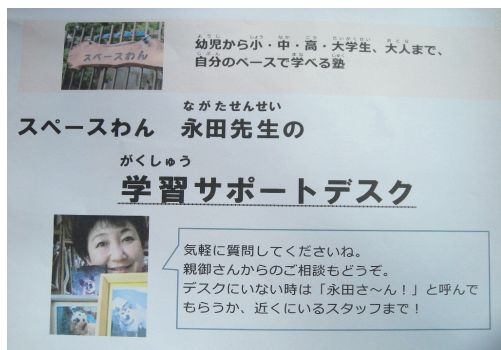 スペースわん
幼児から小・中・高・大学生、大人まで、
自分のペースで学べる塾
ながたせんせい
スペースわん 永田先生の
がくしゅう
学習サポートデスク
気軽に質問してくださいね。
親御さんからのご相談もどうぞ。
デスクにいない時は「永田さ~ん!」と呼んで
もらうか、近くにいるスタッフまで!